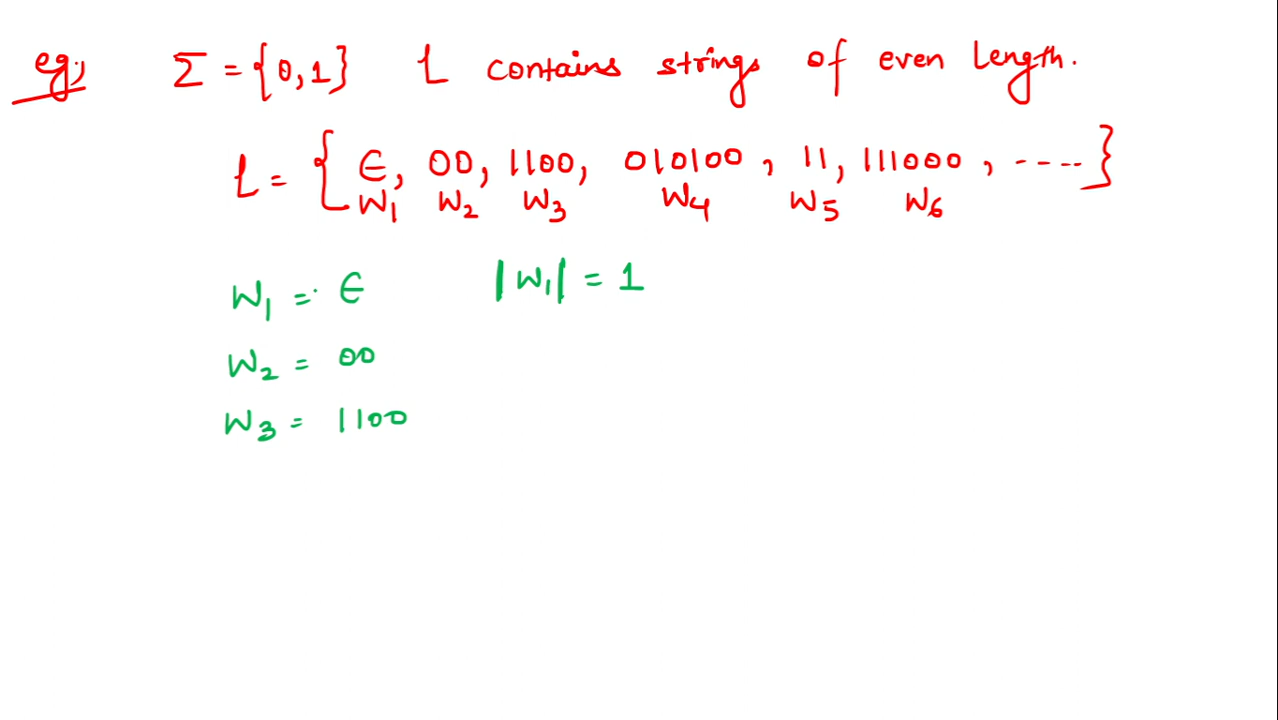 eg;) Σ = {0,1} L contains strings of even length.
L = { ∈, 00, 1100, 010100, 11, 111000, ----- }
W1 W2 W3 W4 W5 W6
W1 = ∈ |W1| = 1
W2 = 00
W3 = 1100